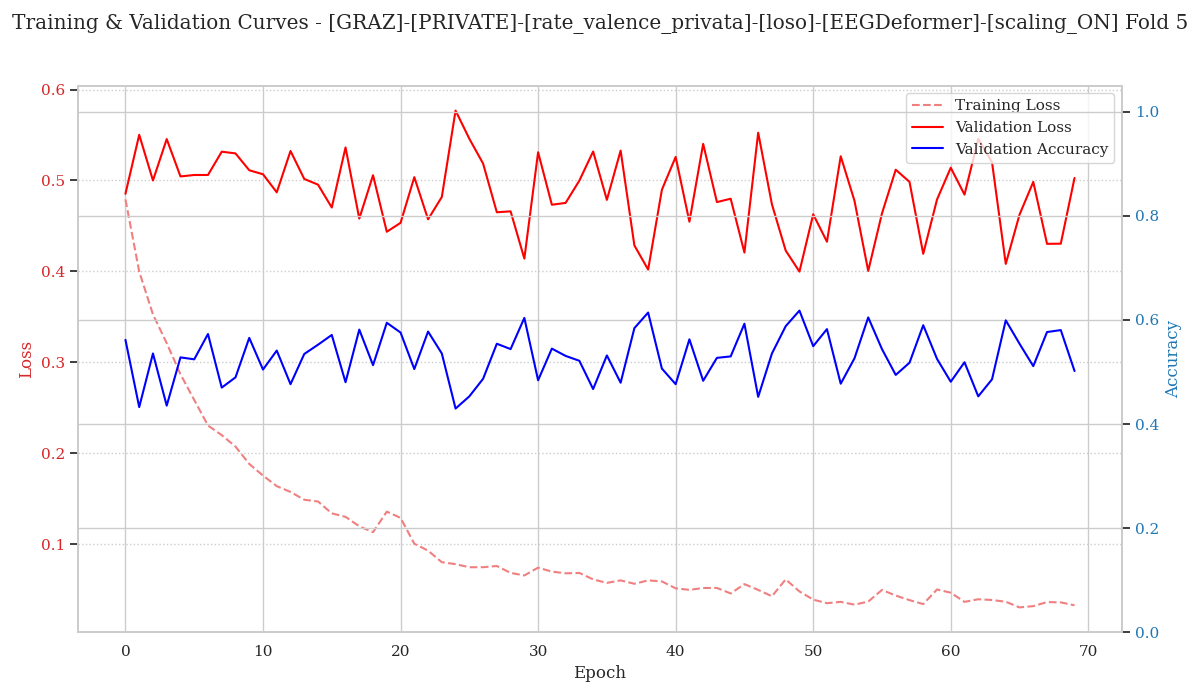 Training & Validation Curves - [GRAZ]-[PRIVATE]-[rate_valence_privata]-[loso]-[EEGDeformer]-[scaling_ON] Fold 5
Training Loss
Validation Loss
Validation Accuracy
Loss
0.6
0.5
0.4
0.3
0.2
0.1
1.0
0.8
0.6
0.4
0.2
0.0
Accuracy
0 10 20 30 40 50 60 70
Epoch